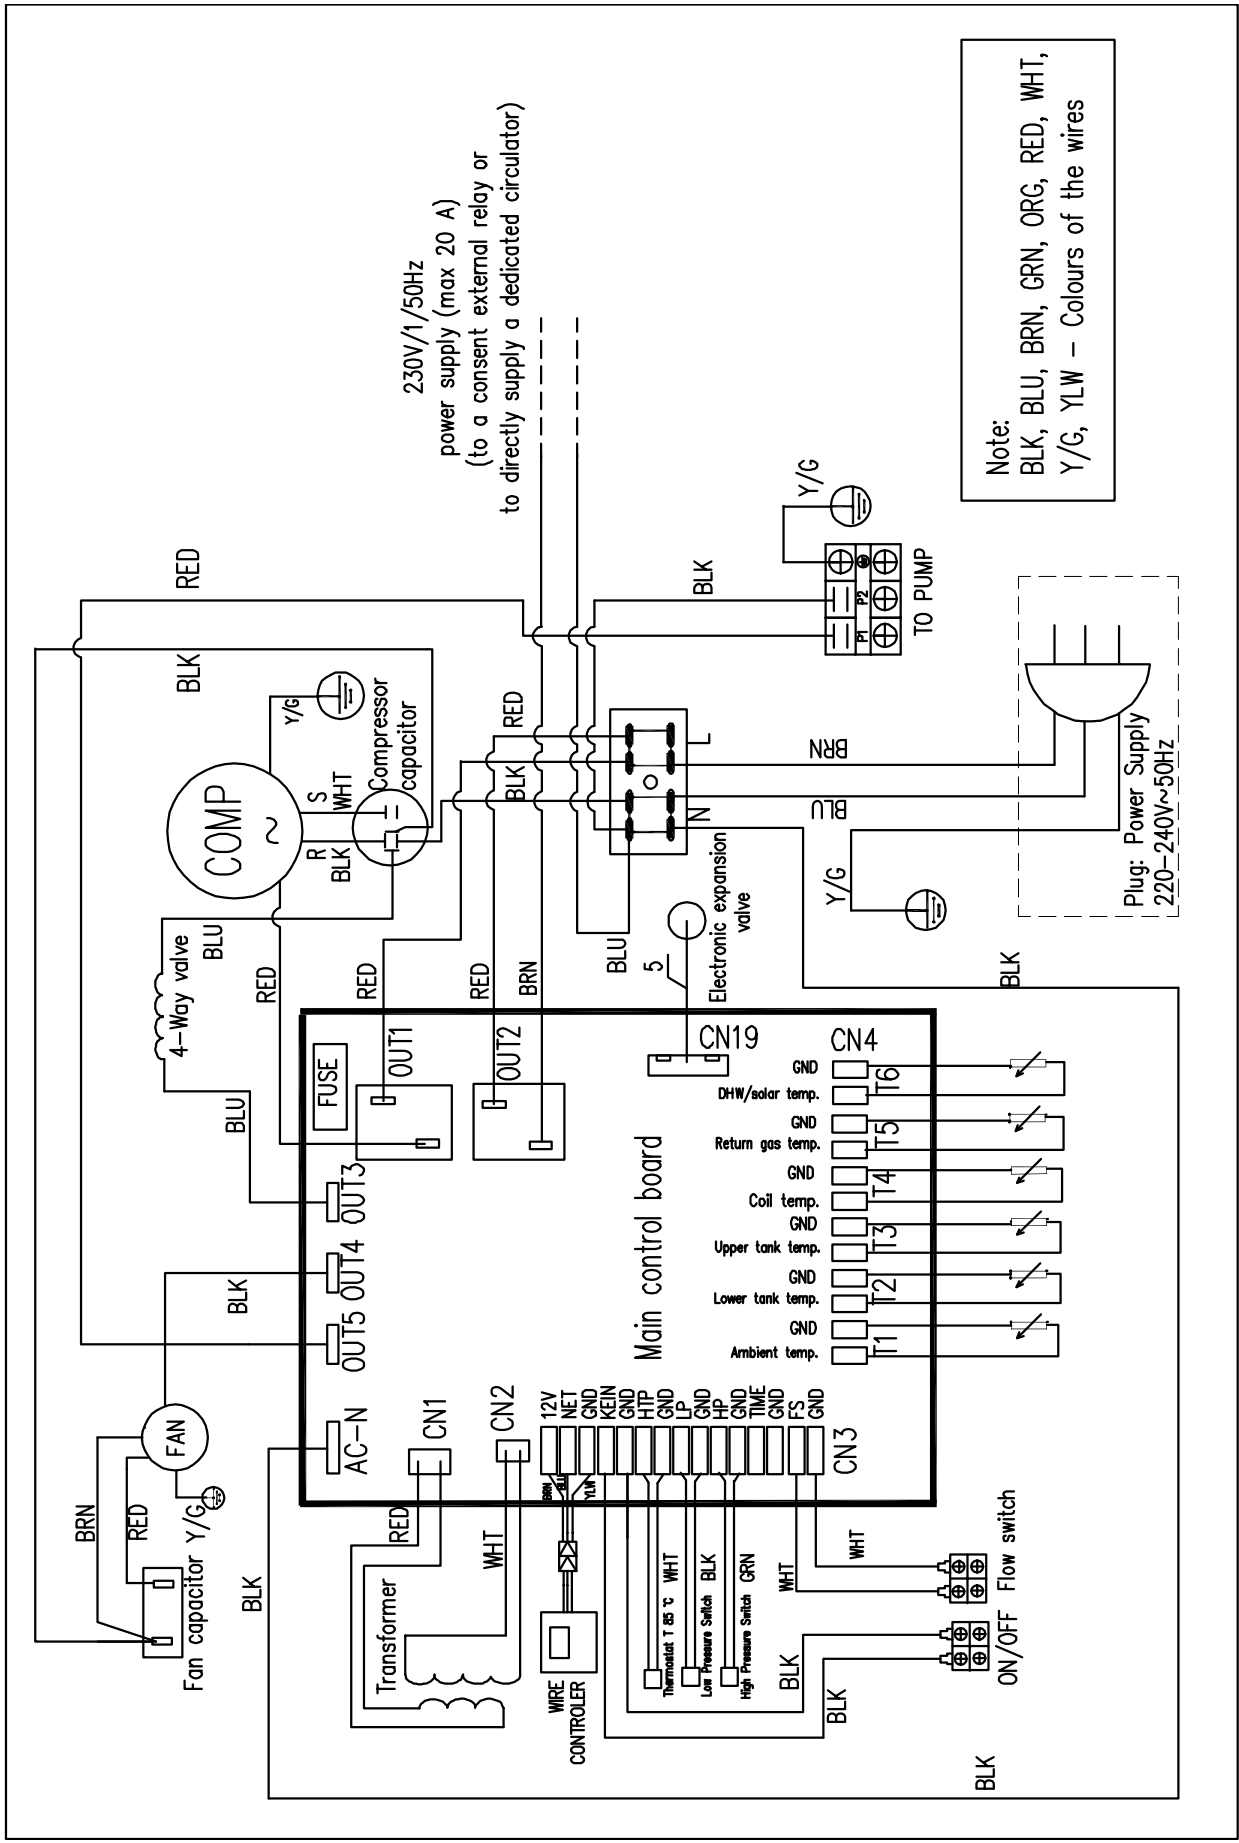 Note:
BLK, BLU, BRN, GRN, ORG, RED, WHT,
Y/G, YLW – Colours of the wires
230V/1/50Hz
power supply (max 20 A)
(to a consent external relay or
to directly supply a dedicated circulator)
RED
BLK
Y/G
COMP
~
S
WHT
R
BLK
Compressor
capacitor
RED
BLK
BLK
Y/G
P2
P1
TO PUMP
L
N
BRN
BLU
Y/G
Plug: Power Supply
220-240V~50Hz
4-Way valve
BLU
BLU
RED
RED
RED
BRN
BLU
5
Electronic expansion
valve
BLK
FUSE
OUT1
OUT2
OUT3
OUT4
OUT5
AC-N
CN19
CN4
Main control board
GND
DHW/solar temp.
T6
GND
Return gas temp.
T5
GND
Coil temp.
T4
GND
Upper tank temp.
T3
GND
Lower tank temp.
T2
GND
Ambient temp.
T1
BLK
FAN
BRN
RED
Y/G
Fan capacitor
BLK
CN1
CN2
RED
WHT
Transformer
12V
NET
GND
KEIN
GND
HTP
GND
LP
GND
HP
GND
TIME
GND
FS
GND
CN3
BRN
BLU
YLW
WIRE
CONTROLER
Thermostat T 85 ℃ WHT
Low Pressure Switch BLK
High Pressure Switch GRN
WHT
WHT
BLK
BLK
Flow switch
ON/OFF
BLK